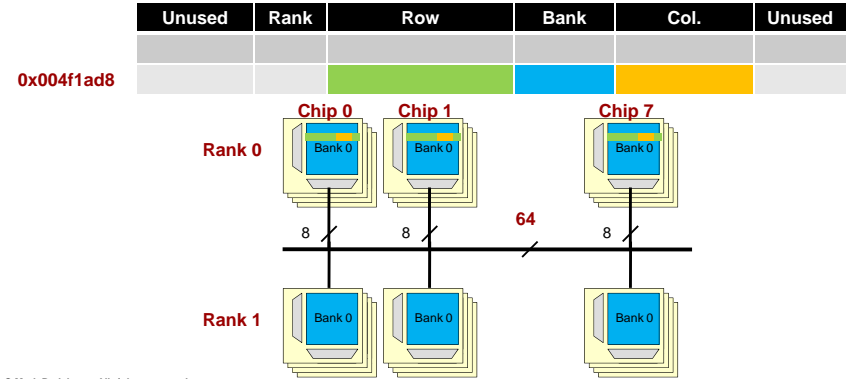 Unused Rank Row Bank Col. Unused
0x004f1ad8
Chip 0 Chip 1 Chip 7
Rank 0 Bank 0 Bank 0 Bank 0
64
8 8 8
Rank 1 Bank 0 Bank 0 Bank 0